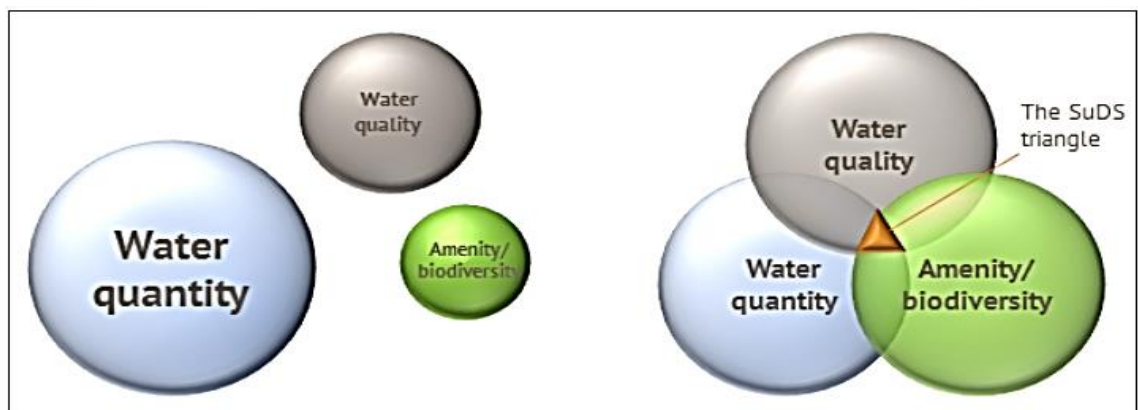 Water
quality
Water
quantity
Amenity/
biodiversity
Water
quality
The SuDS
triangle
Water
quantity
Amenity/
biodiversity